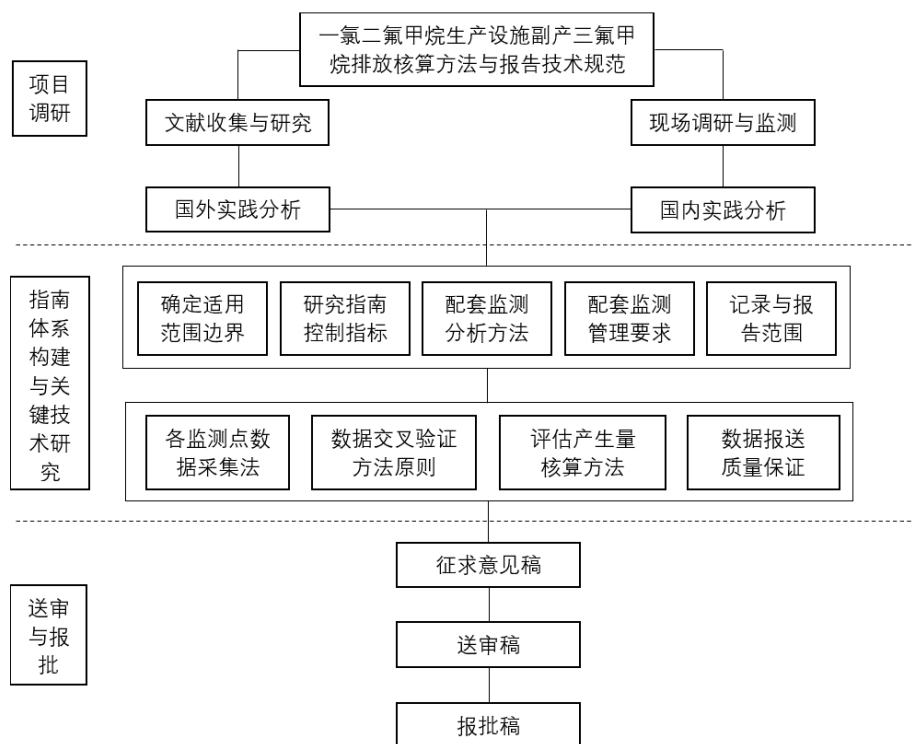 一氯二氟甲烷生产设施副产三氟甲
烷排放核算方法与报告技术规范
项目
调研
文献收集与研究
现场调研与监测
国外实践分析
国内实践分析
指南
体系
构建
与关
键技
术研
究
确定适用
范围边界
研究指南
控制指标
配套监测
分析方法
配套监测
管理要求
记录与报
告范围
各监测点数
据采集法
数据交叉验证
方法原则
评估产生量
核算方法
数据报送
质量保证
送审
与报
批
征求意见稿
送审稿
报批稿